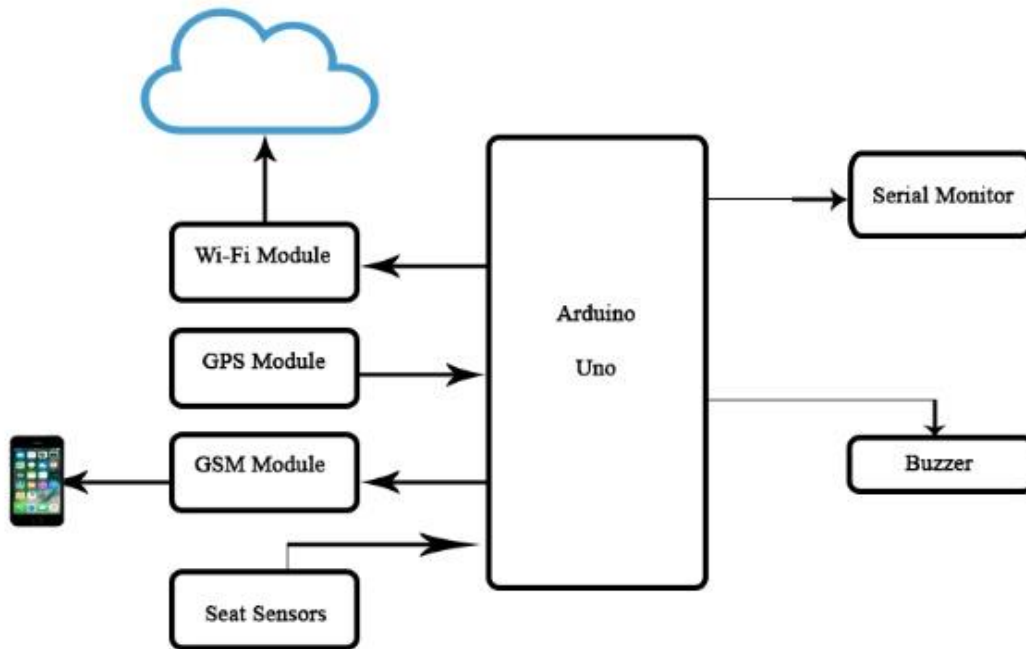 Wi-Fi Module
GPS Module
GSM Module
Seat Sensors
Arduino
Uno
Serial Monitor
Buzzer